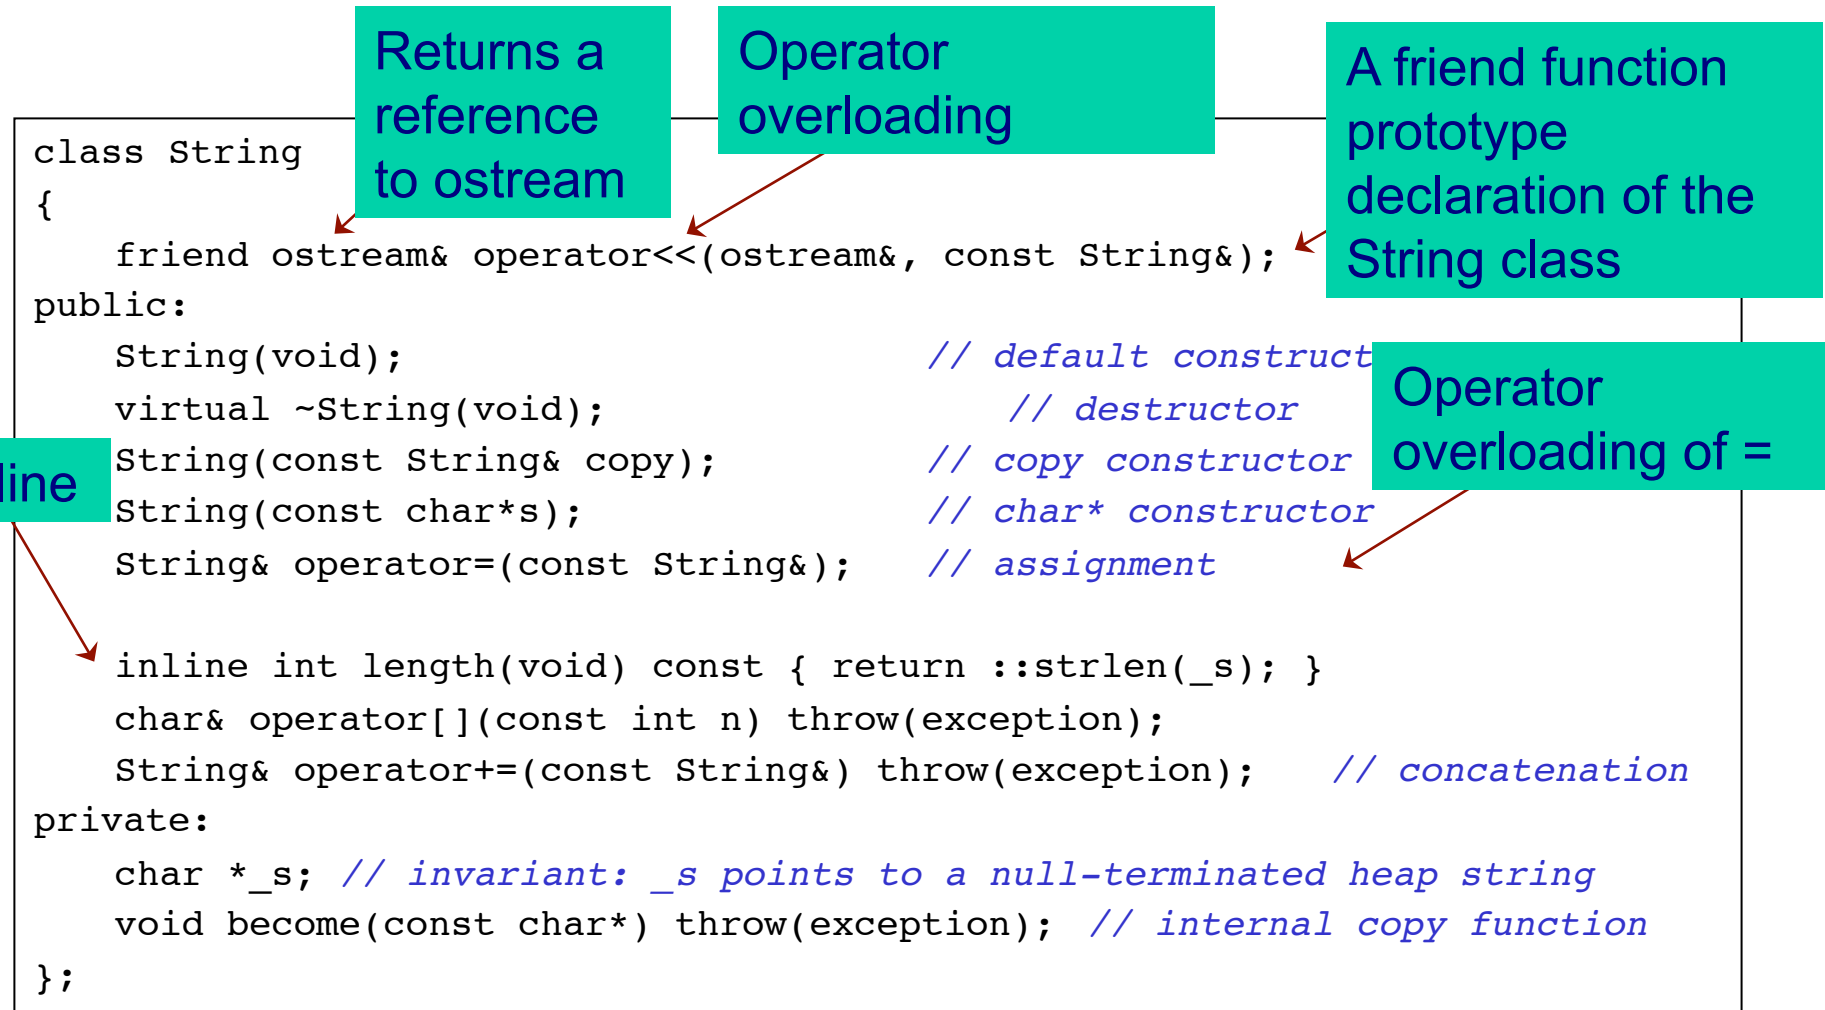 Returns a
reference
to ostream
Operator
overloading
A friend function
prototype
declaration of the
String class
class String
{
friend ostream& operator<<(ostream&, const String&);
public:
String(void); // default construct
virtual ~String(void); // destructor
Operator
overloading of =
String(const String& copy); // copy constructor
line
String(const char*s); // char* constructor
String& operator=(const String&); // assignment
inline int length(void) const { return ::strlen(_s); }
char& operator[](const int n) throw(exception);
String& operator+=(const String&) throw(exception); // concatenation
private:
char *_s; // invariant: _s points to a null-terminated heap string
void become(const char*) throw(exception); // internal copy function
};